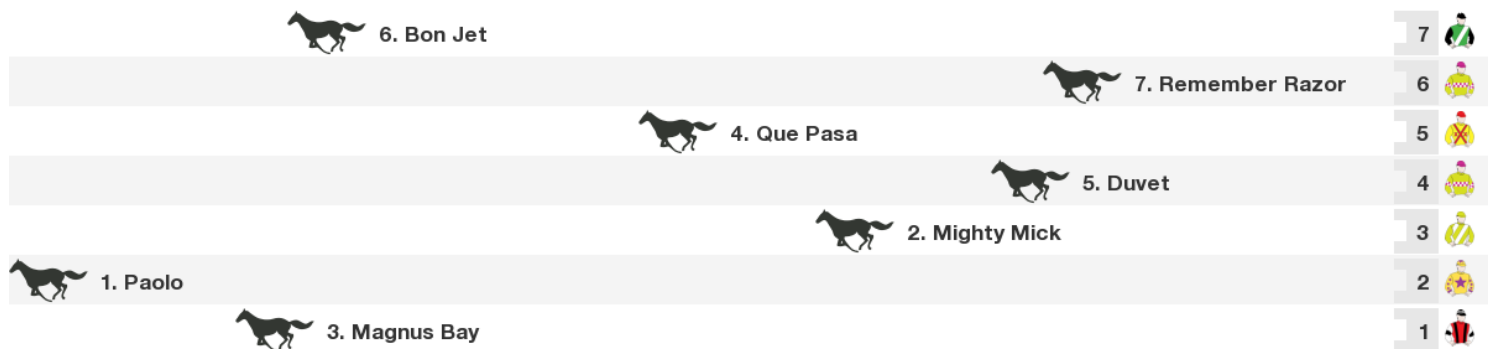 6. Bon Jet 7
7. Remember Razor 6
4. Que Pasa 5
5. Duvet 4
2. Mighty Mick 3
1. Paolo 2
3. Magnus Bay 1